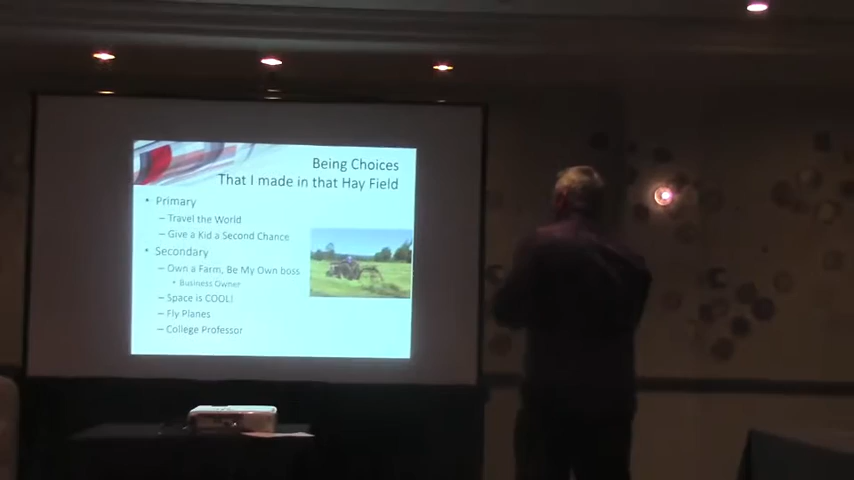 Being Choices
That I made in that Hay Field
• Primary
– Travel the World
– Give a Kid a Second Chance
• Secondary
– Own a Farm, Be My Own boss
• Business Owner
– Space is COOL!
– Fly Planes
– College Professor